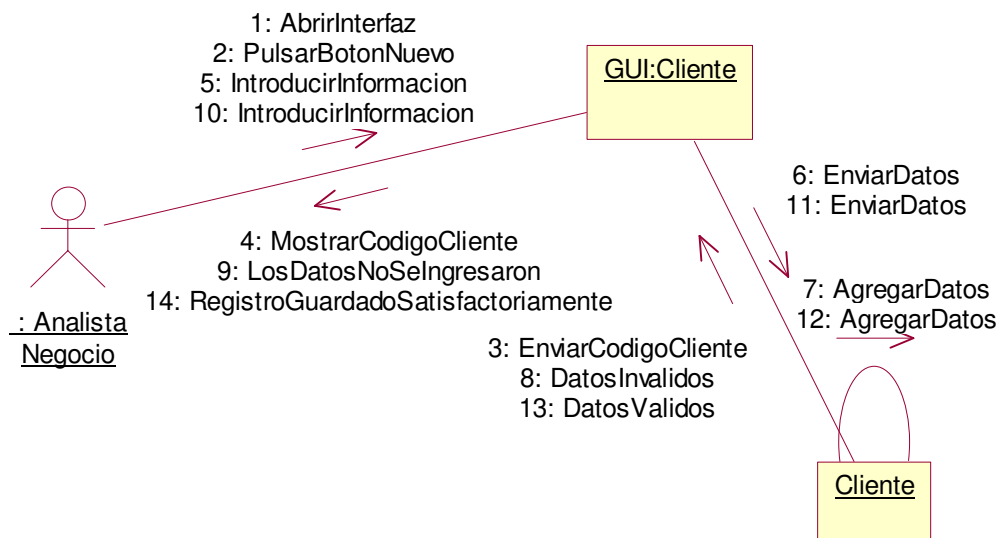 1: AbrirInterfaz
2: PulsarBotonNuevo
5: IntroducirInformacion
10: IntroducirInformacion
GUI:Cliente
6: EnviarDatos
11: EnviarDatos
4: MostrarCodigoCliente
9: LosDatosNoSeIngresaron
14: RegistroGuardadoSatisfactoriamente
7: AgregarDatos
12: AgregarDatos
: Analista
Negocio
3: EnviarCodigoCliente
8: DatosInvalidos
13: DatosValidos
Cliente